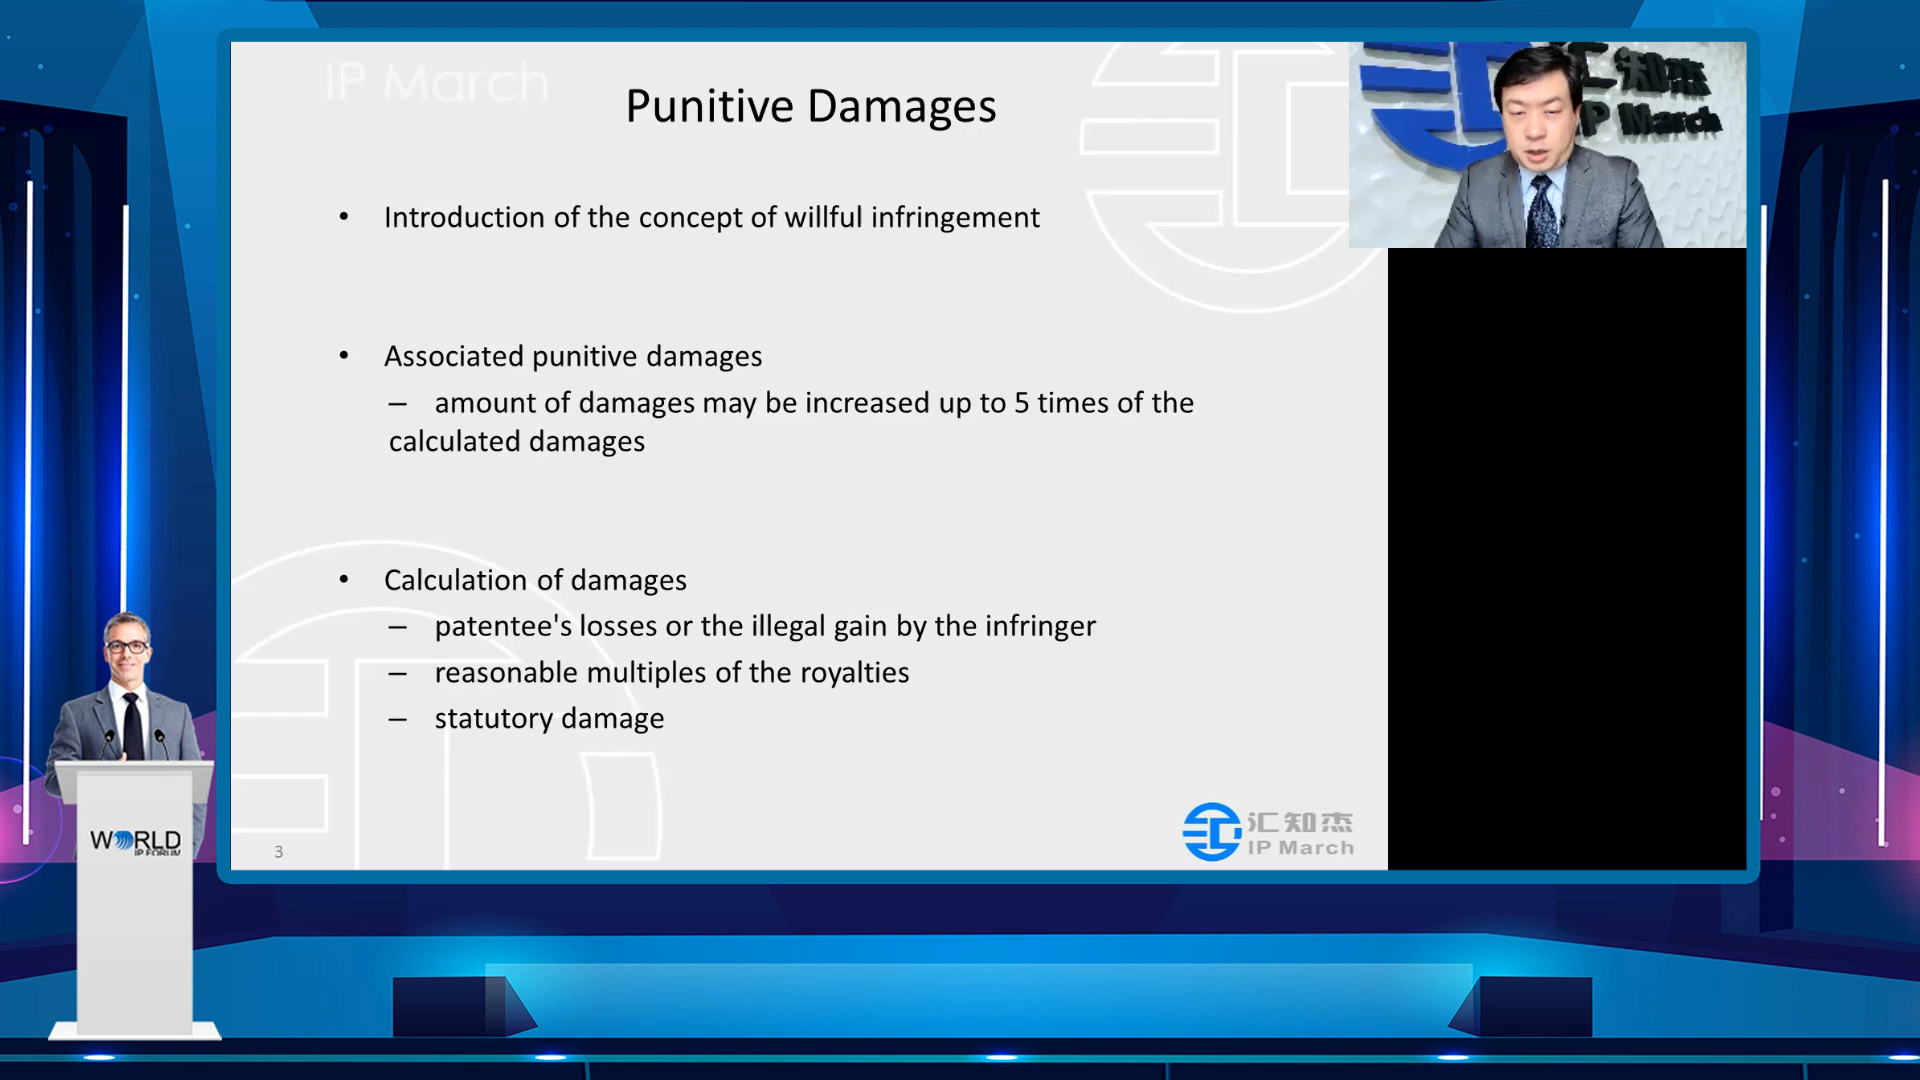 IP March
Punitive Damages
汇知杰
IP March
• Introduction of the concept of willful infringement
• Associated punitive damages
– amount of damages may be increased up to 5 times of the
calculated damages
• Calculation of damages
– patentee's losses or the illegal gain by the infringer
– reasonable multiples of the royalties
– statutory damage
3
汇知杰
IP March
WORLD
IP FORUM